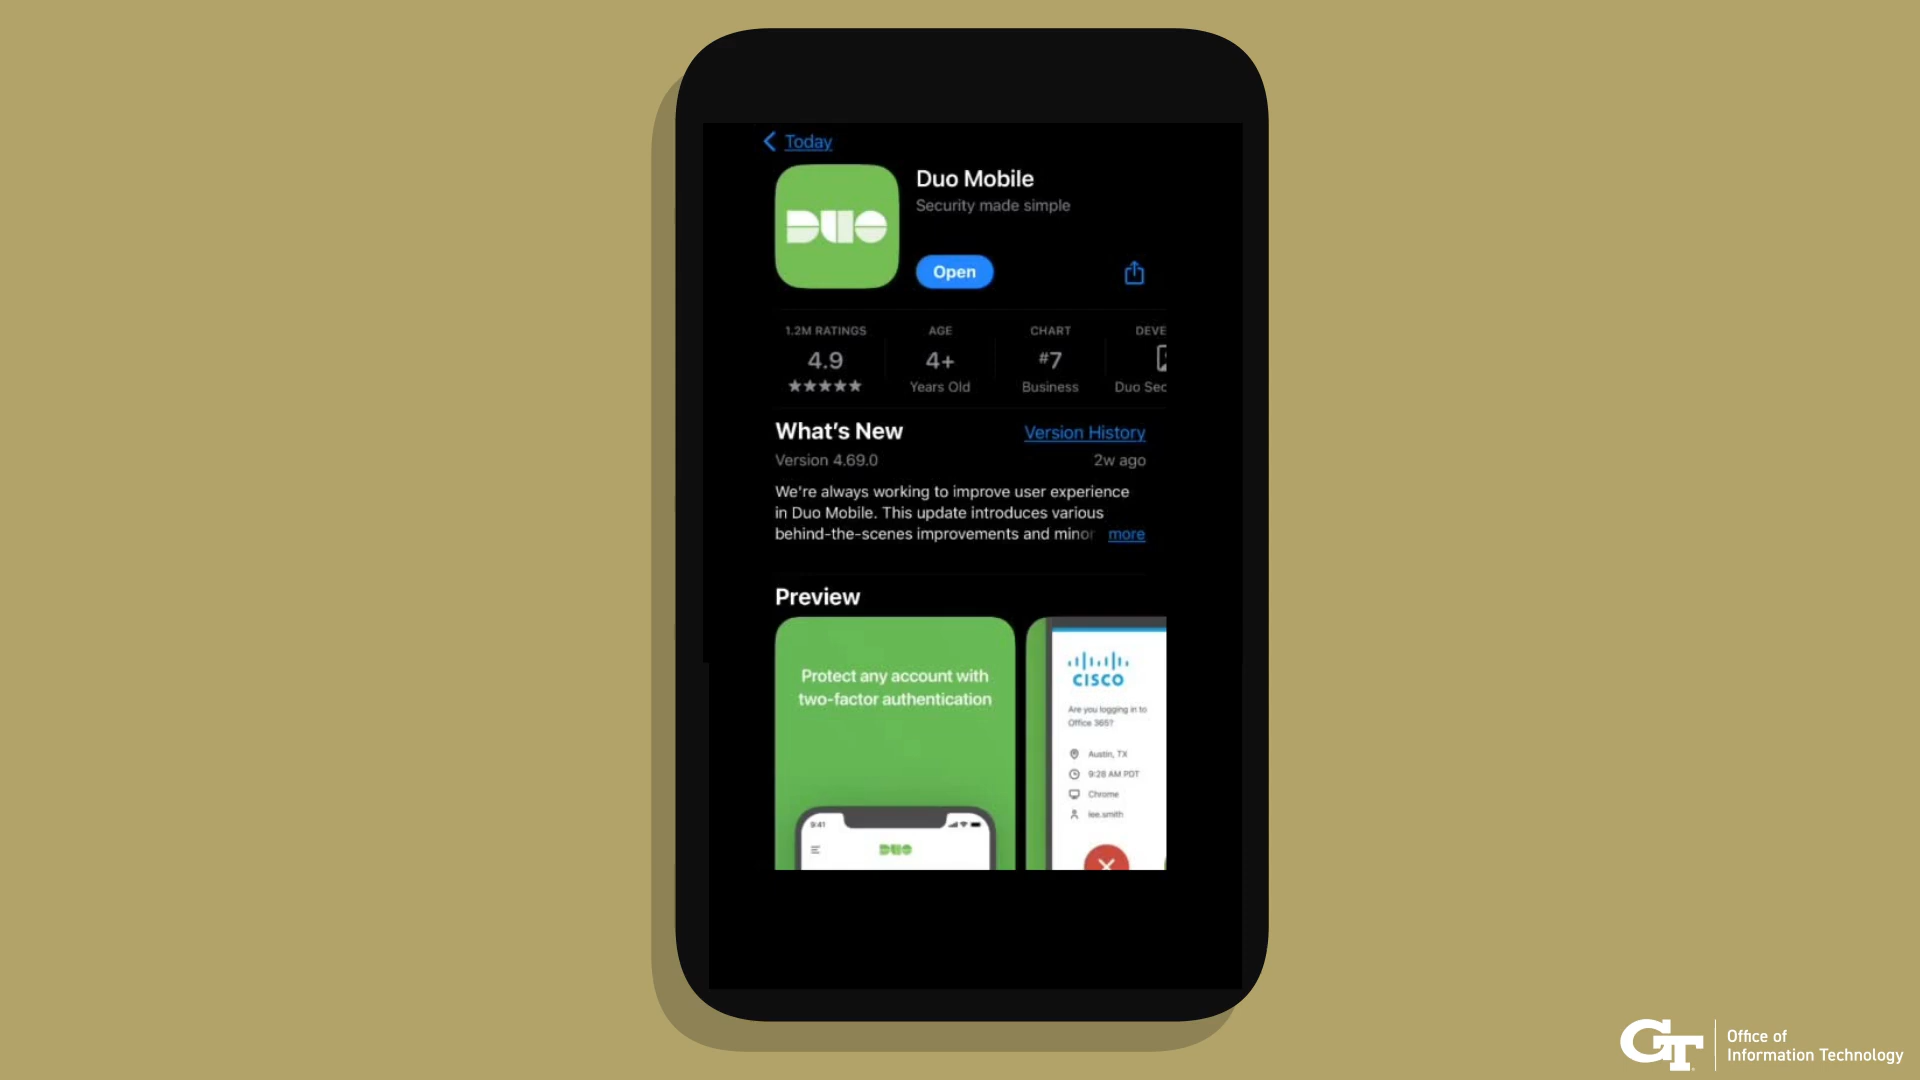 Today
DUO
Duo Mobile
Security made simple
Open
1.2M RATINGS
4.9
AGE
4+
Years Old
CHART
#7
Business
DEVE
Duo Sec
What's New
Version History
Version 4.69.0
2w ago
We're always working to improve user experience
in Duo Mobile. This update introduces various
behind-the-scenes improvements and minor more
Preview
Protect any account with
two-factor authentication
9:41
DUO
CISCO
Are you logging in to
Office 365?
Austin, TX
9:28 AM PDT
Chrome
lee.smith
GT
Office of
Information Technology